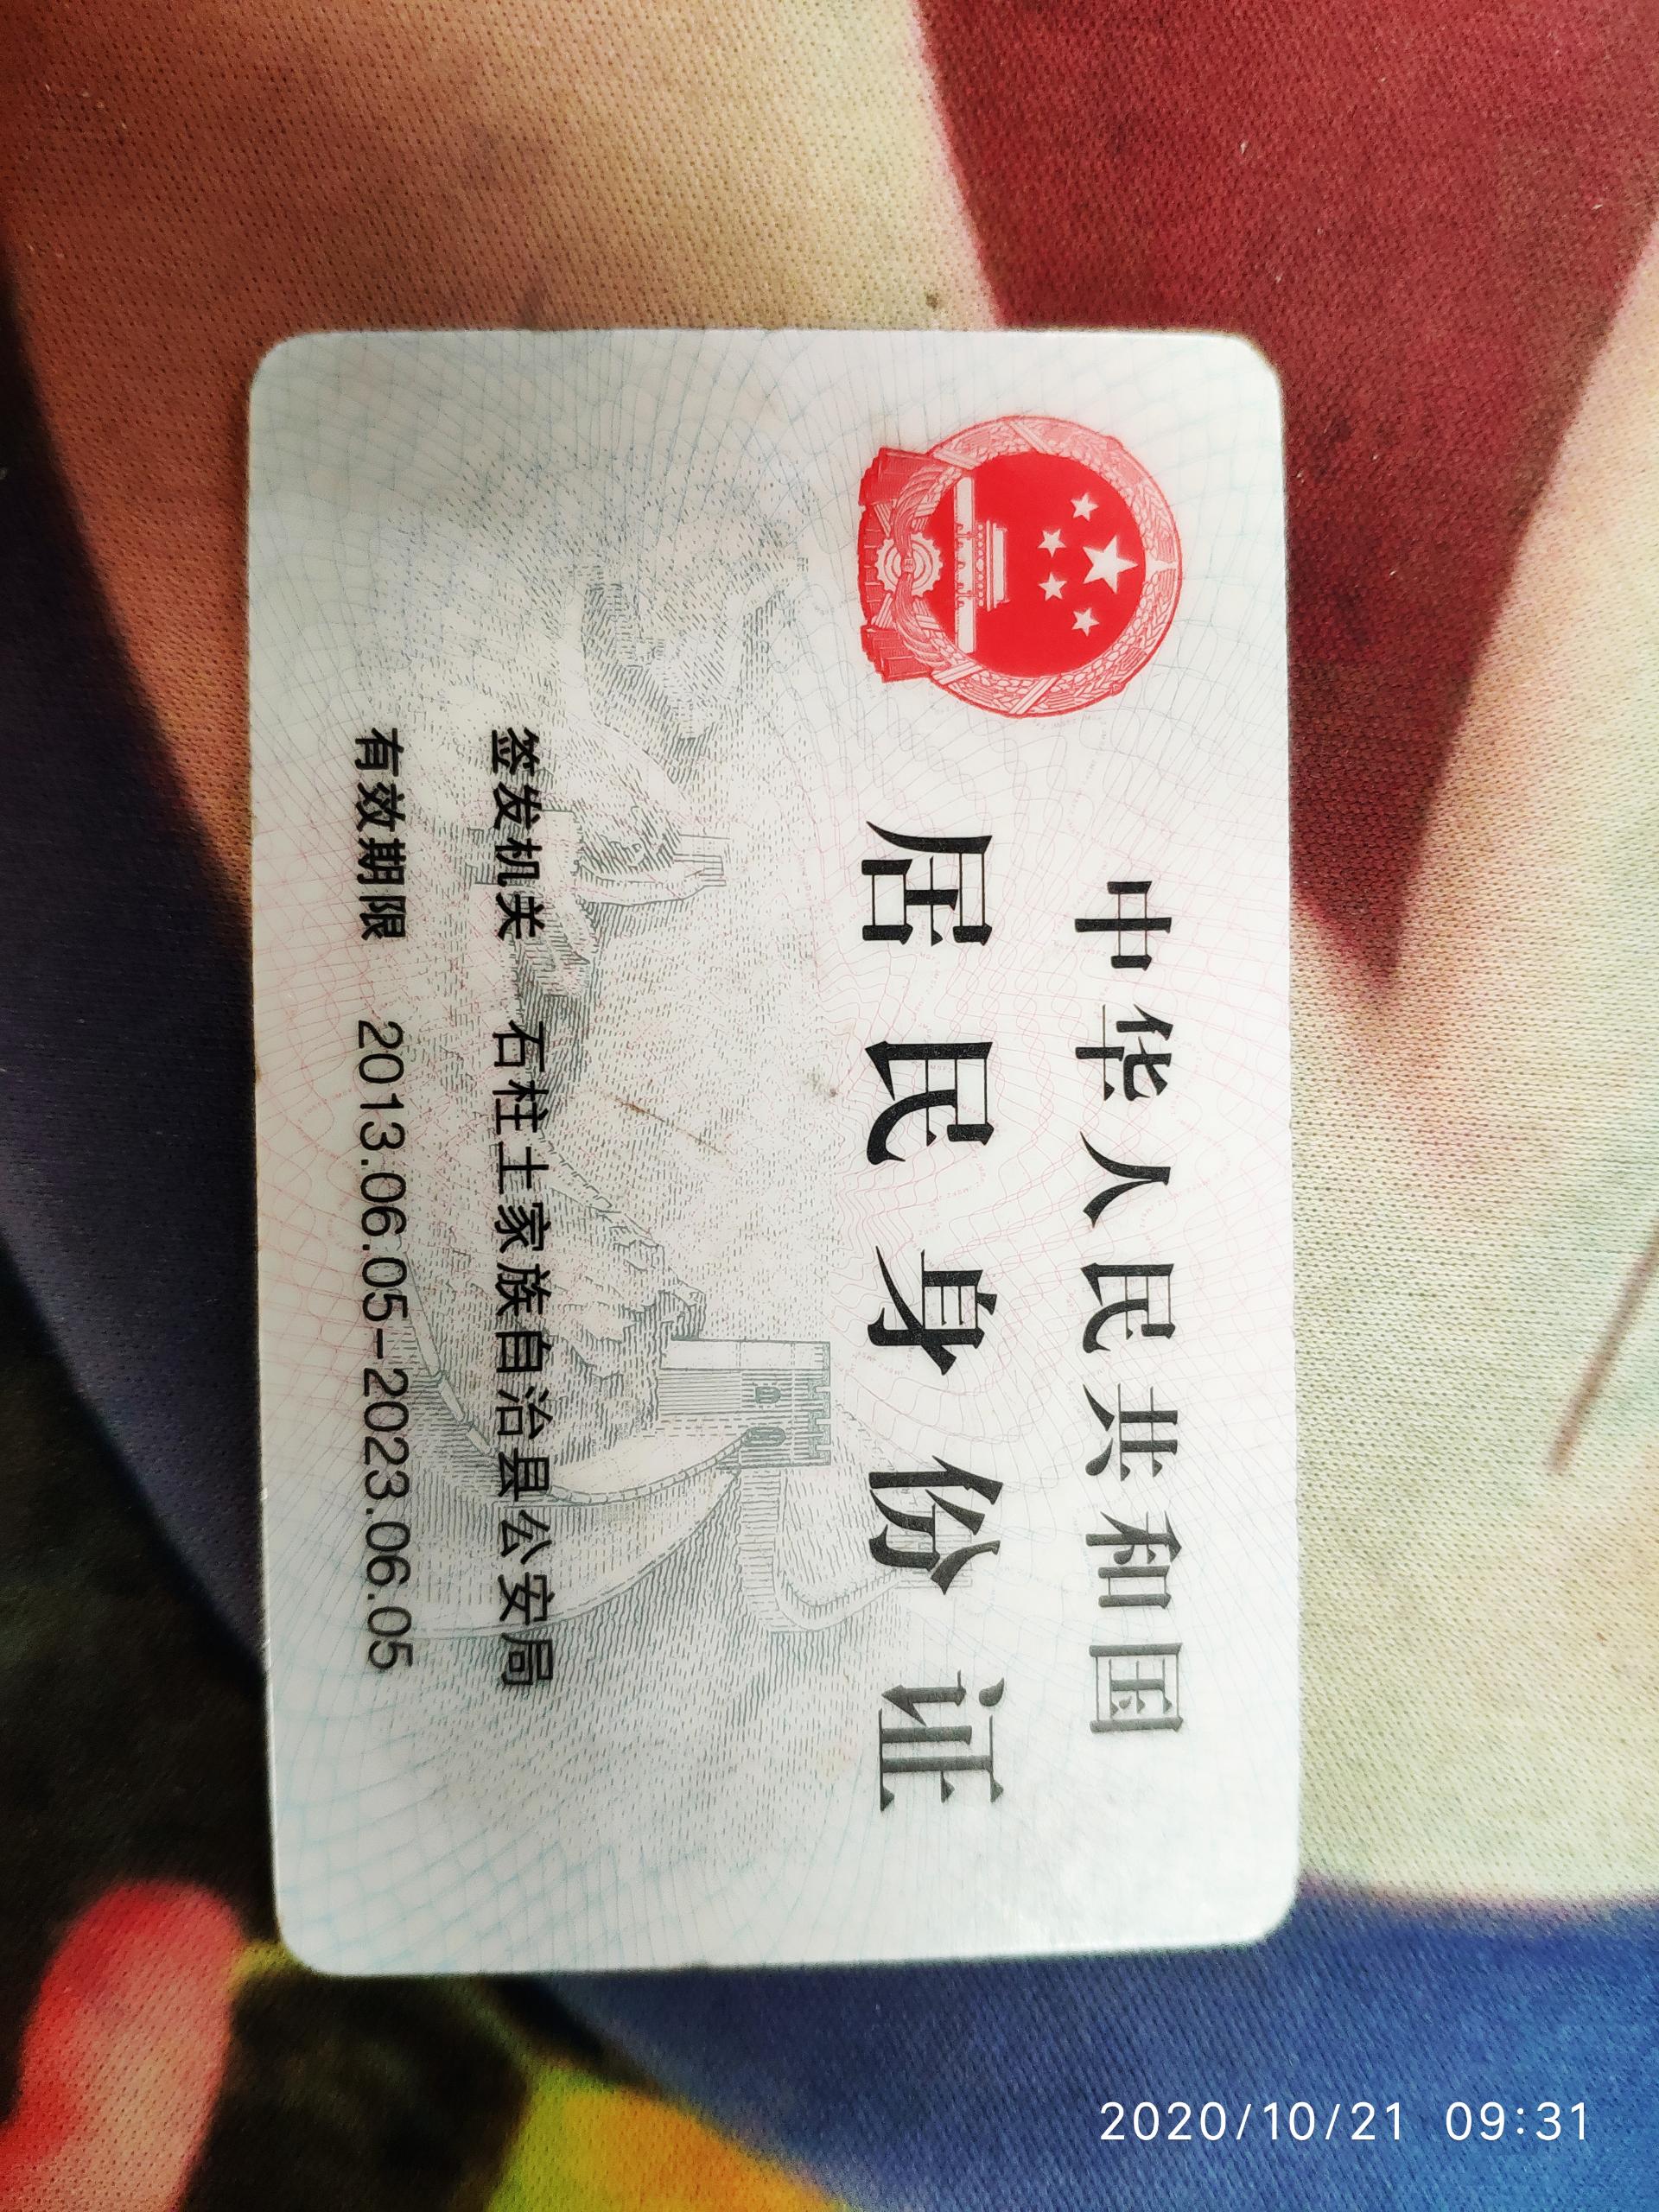 中华人民共和国
居民身份证
签发机关 石柱土家族自治县公安局
有效期限 2013.06.05-2023.06.05
2020/10/21 09:31